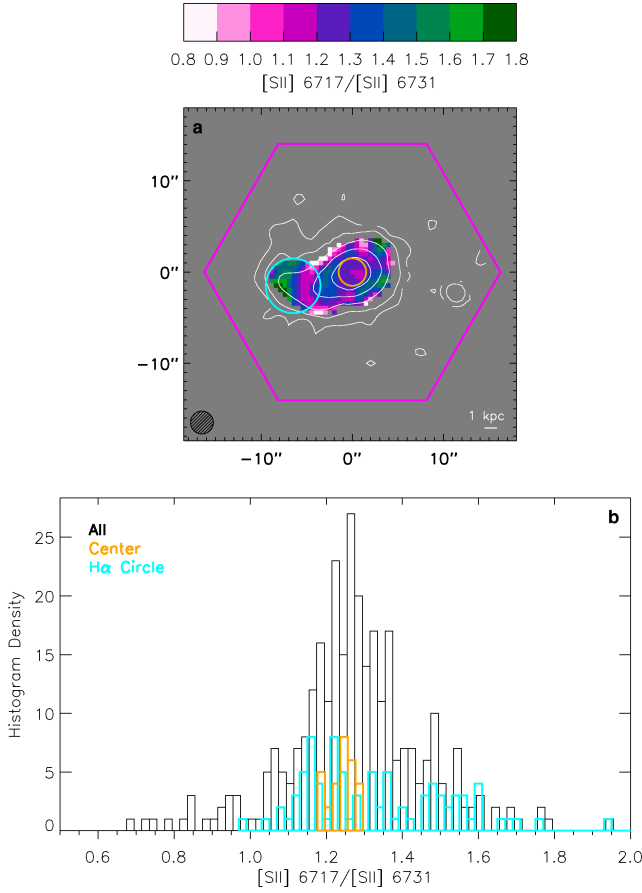 0.8 0.9 1.0 1.1 1.2 1.3 1.4 1.5 1.6 1.7 1.8
[SII] 6717/[SII] 6731
a
10"
0"
-10"
1 kpc
-10" 0" 10"
b
All
Center
Hα Circle
25
20
15
10
5
0
Histogram Density
0.6 0.8 1.0 1.2 1.4 1.6 1.8 2.0
[SII] 6717/[SII] 6731